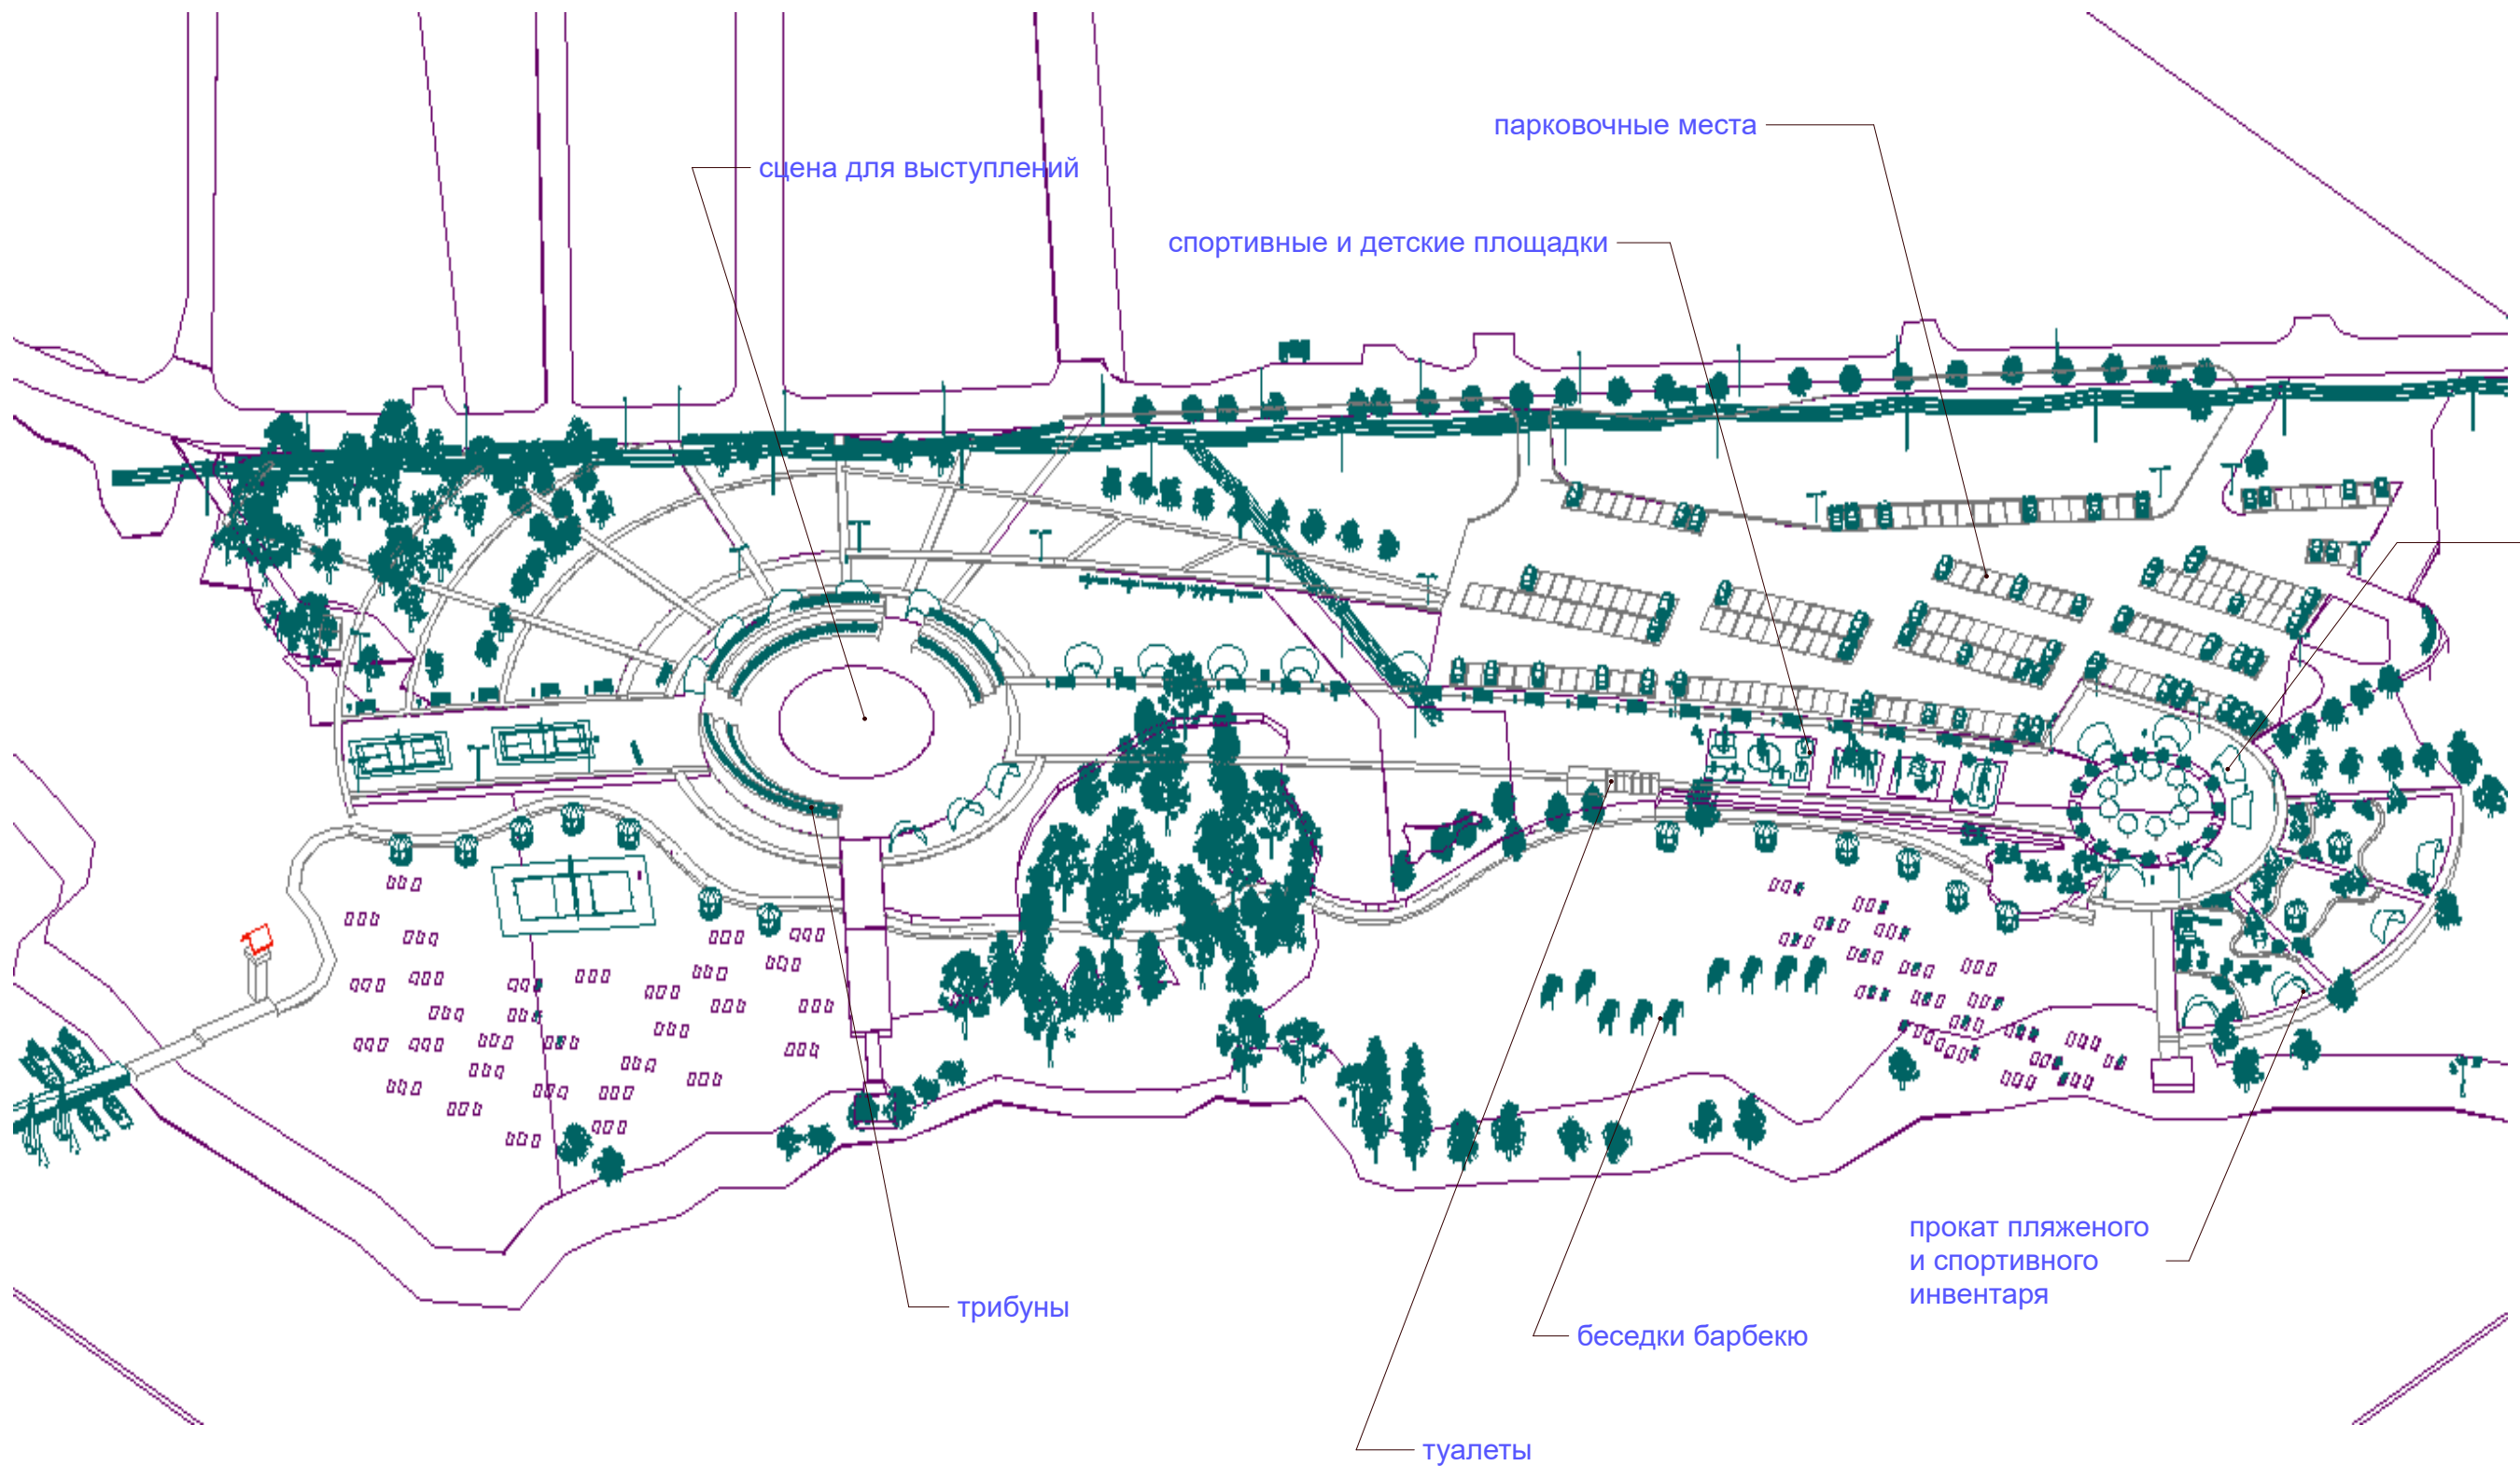 парковочные места
сцена для выступлений
спортивные и детские площадки
прокат пляженого
и спортивного
инвентаря
трибуны
беседки барбекю
туалеты